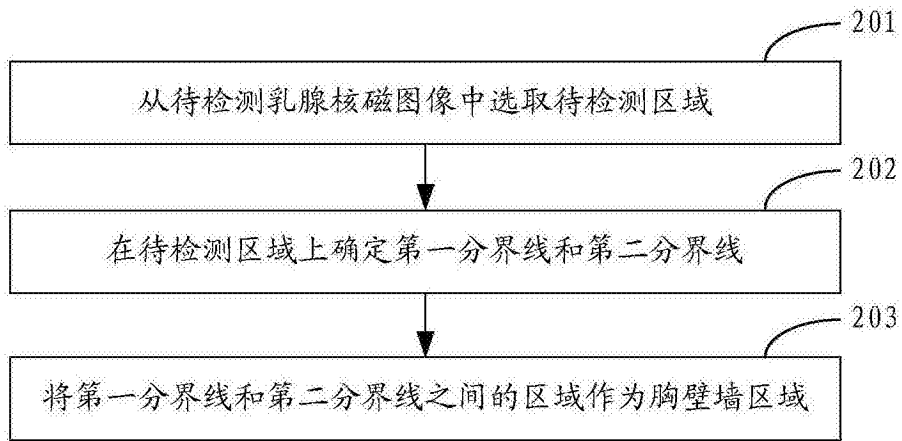 201
从待检测乳腺核磁图像中选取待检测区域
202
在待检测区域上确定第一分界线和第二分界线
203
将第一分界线和第二分界线之间的区域作为胸壁墙区域